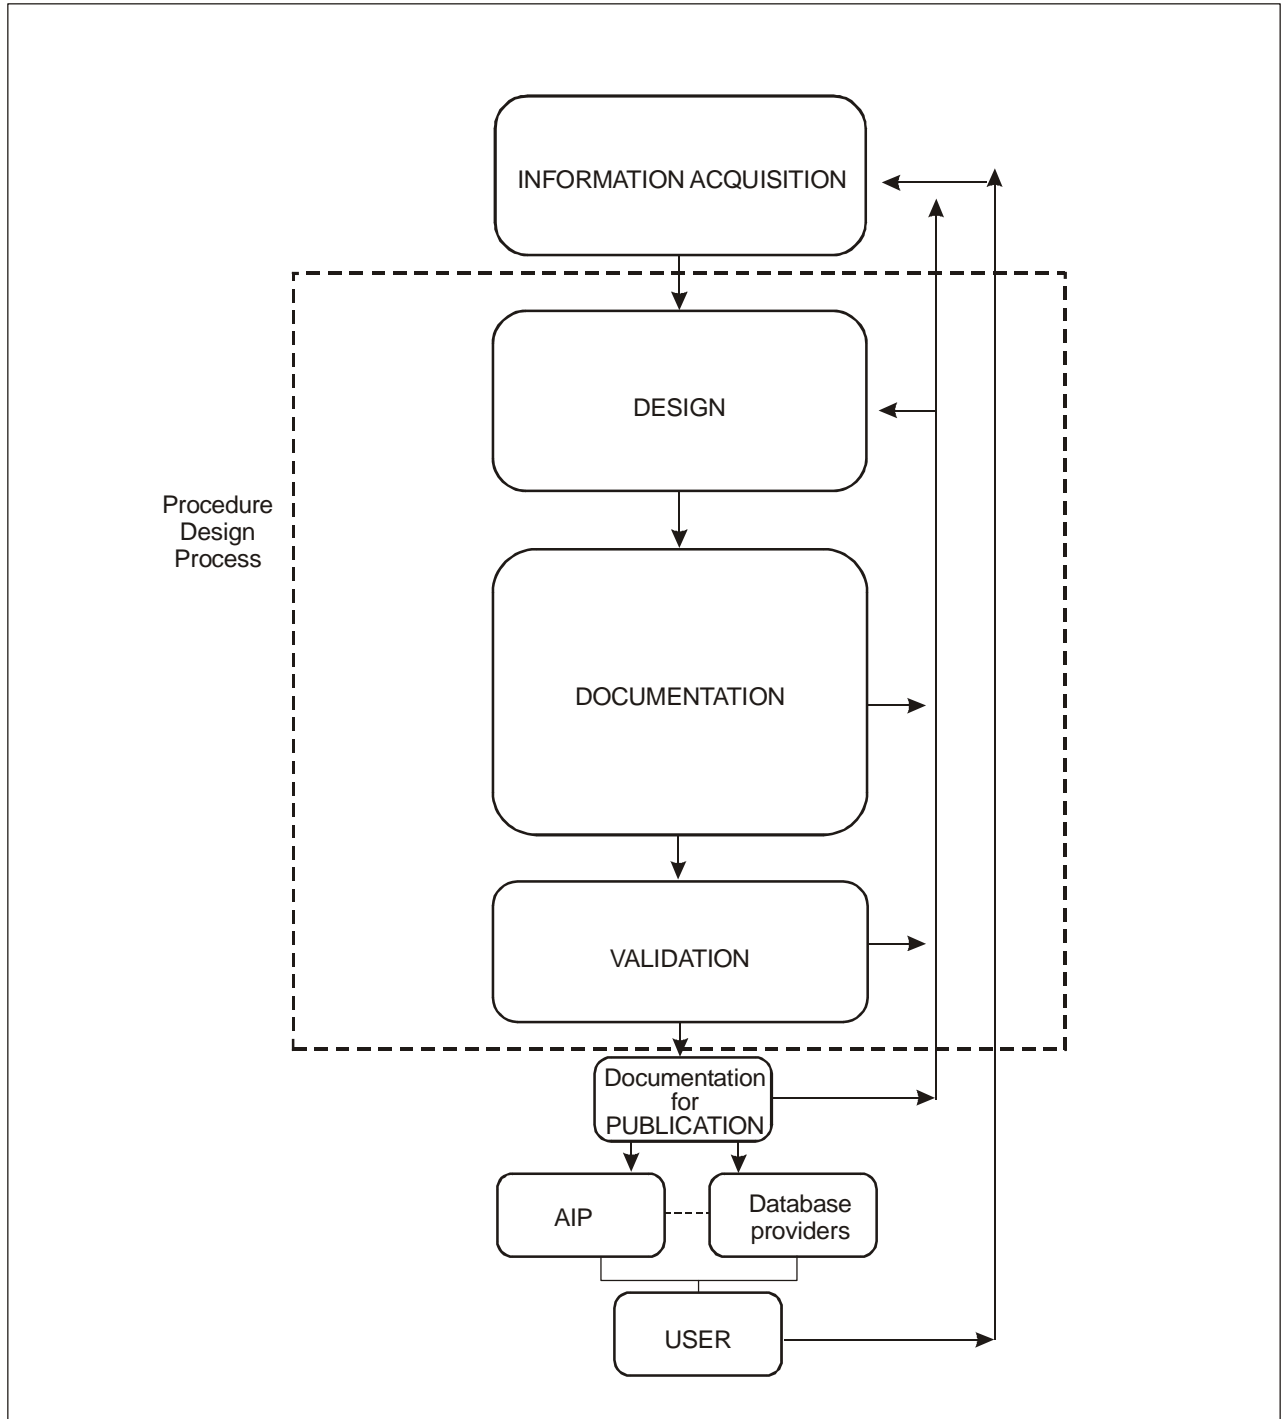 INFORMATION ACQUISITION
DESIGN
Procedure
Design
Process
DOCUMENTATION
VALIDATION
Documentation
for
PUBLICATION
AIP
Database
providers
USER